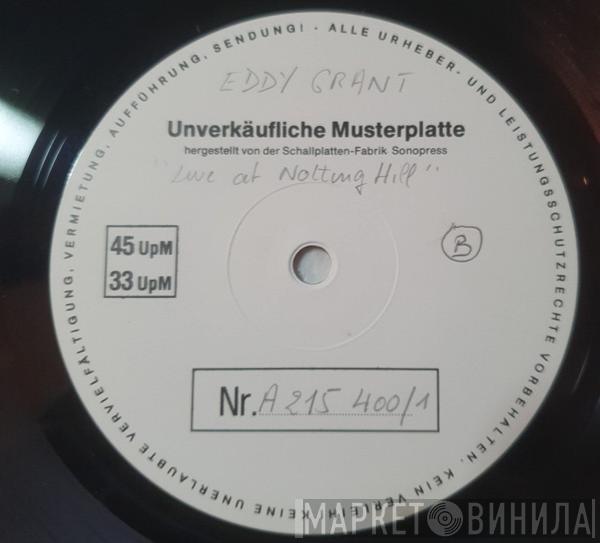 KEINE UNERLAUBTE VERVIELFÄLTIGUNG, VERMIETUNG, AUFFÜHRUNG, SENDUNG! - ALLE URHEBER- UND LEISTUNGSSCHUTZRECHTE VORBEHALTEN. KEIN VERLEIH!
EDDY GRANT
Unverkäufliche Musterplatte
hergestellt von der Schallplatten-Fabrik Sonopress
"Live at Notting Hill"
B
45 UpM
33 UpM
Nr. A 215 400/1
МАРКЕТ ВИНИЛА